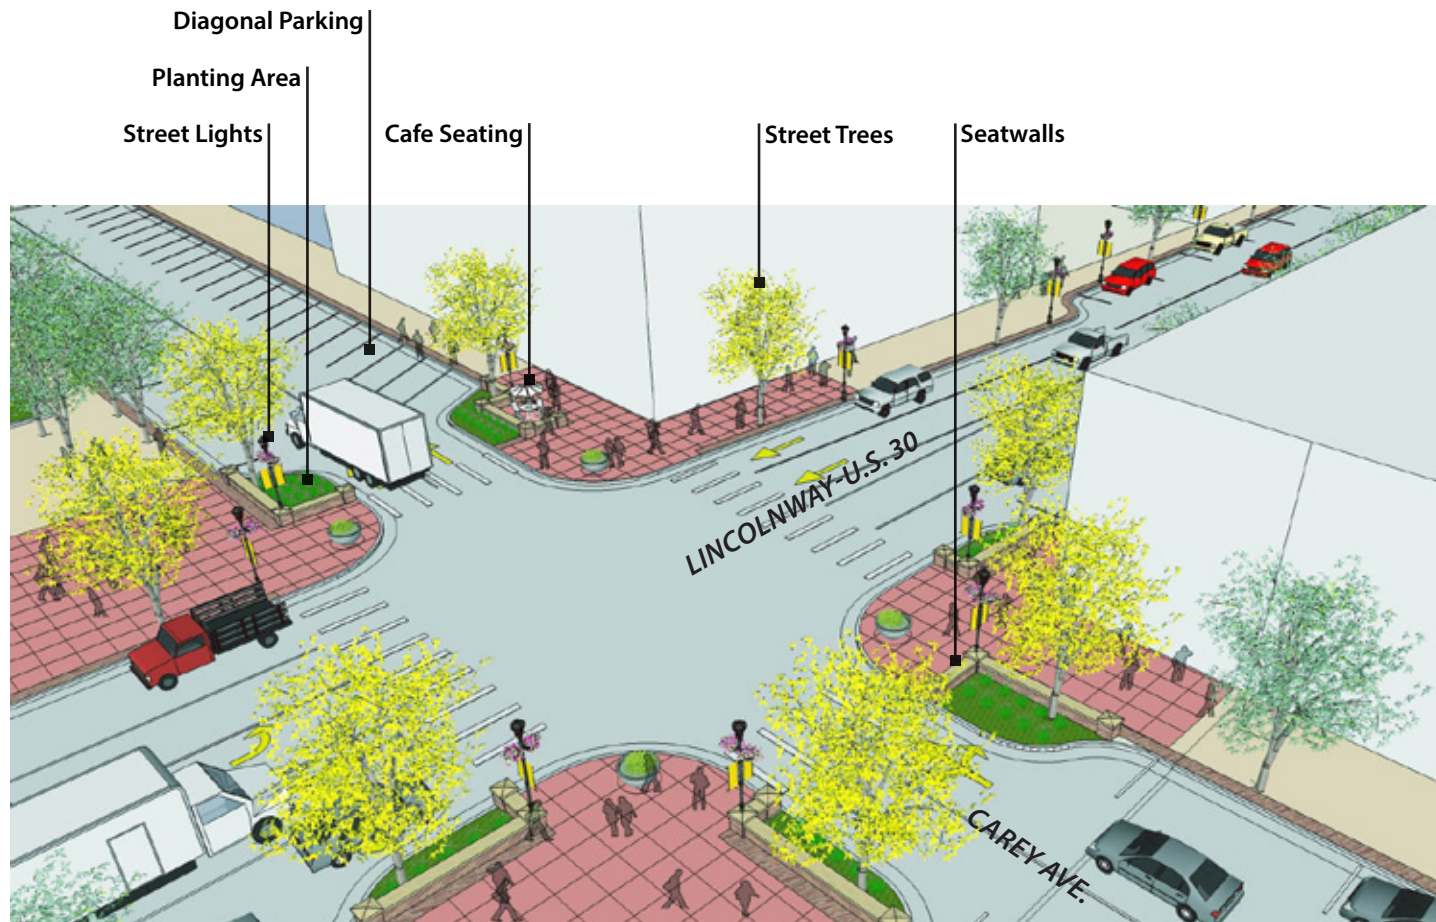 Diagonal Parking
Planting Area
Street Lights
Cafe Seating
Street Trees
Seatwalls
LINCOLNWAY-U.S. 30
CAREY AVE.